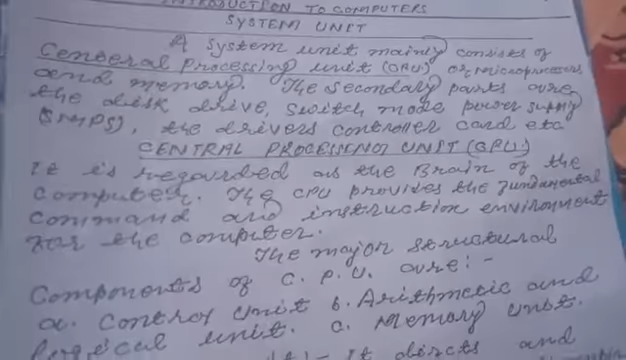 INTRODUCTION TO COMPUTERS
SYSTEM UNIT
A system unit mainly consists of
Centeral Processing unit (CPU) or microprocessors
and memory. The secondary parts are
the disk drive, switch mode power supply
(SMPS), the drivers controller card etc
CENTRAL PROCESSING UNIT (CPU)
It is regarded as the Brain of the
Computer. The CPU provides the fundamental
Command and instruction environment
for the computer.
The major structural
Components of C.P.U. are:-
a. Control Unit b. Arithmetic and
logical unit. c. Memory unit.
It directs and